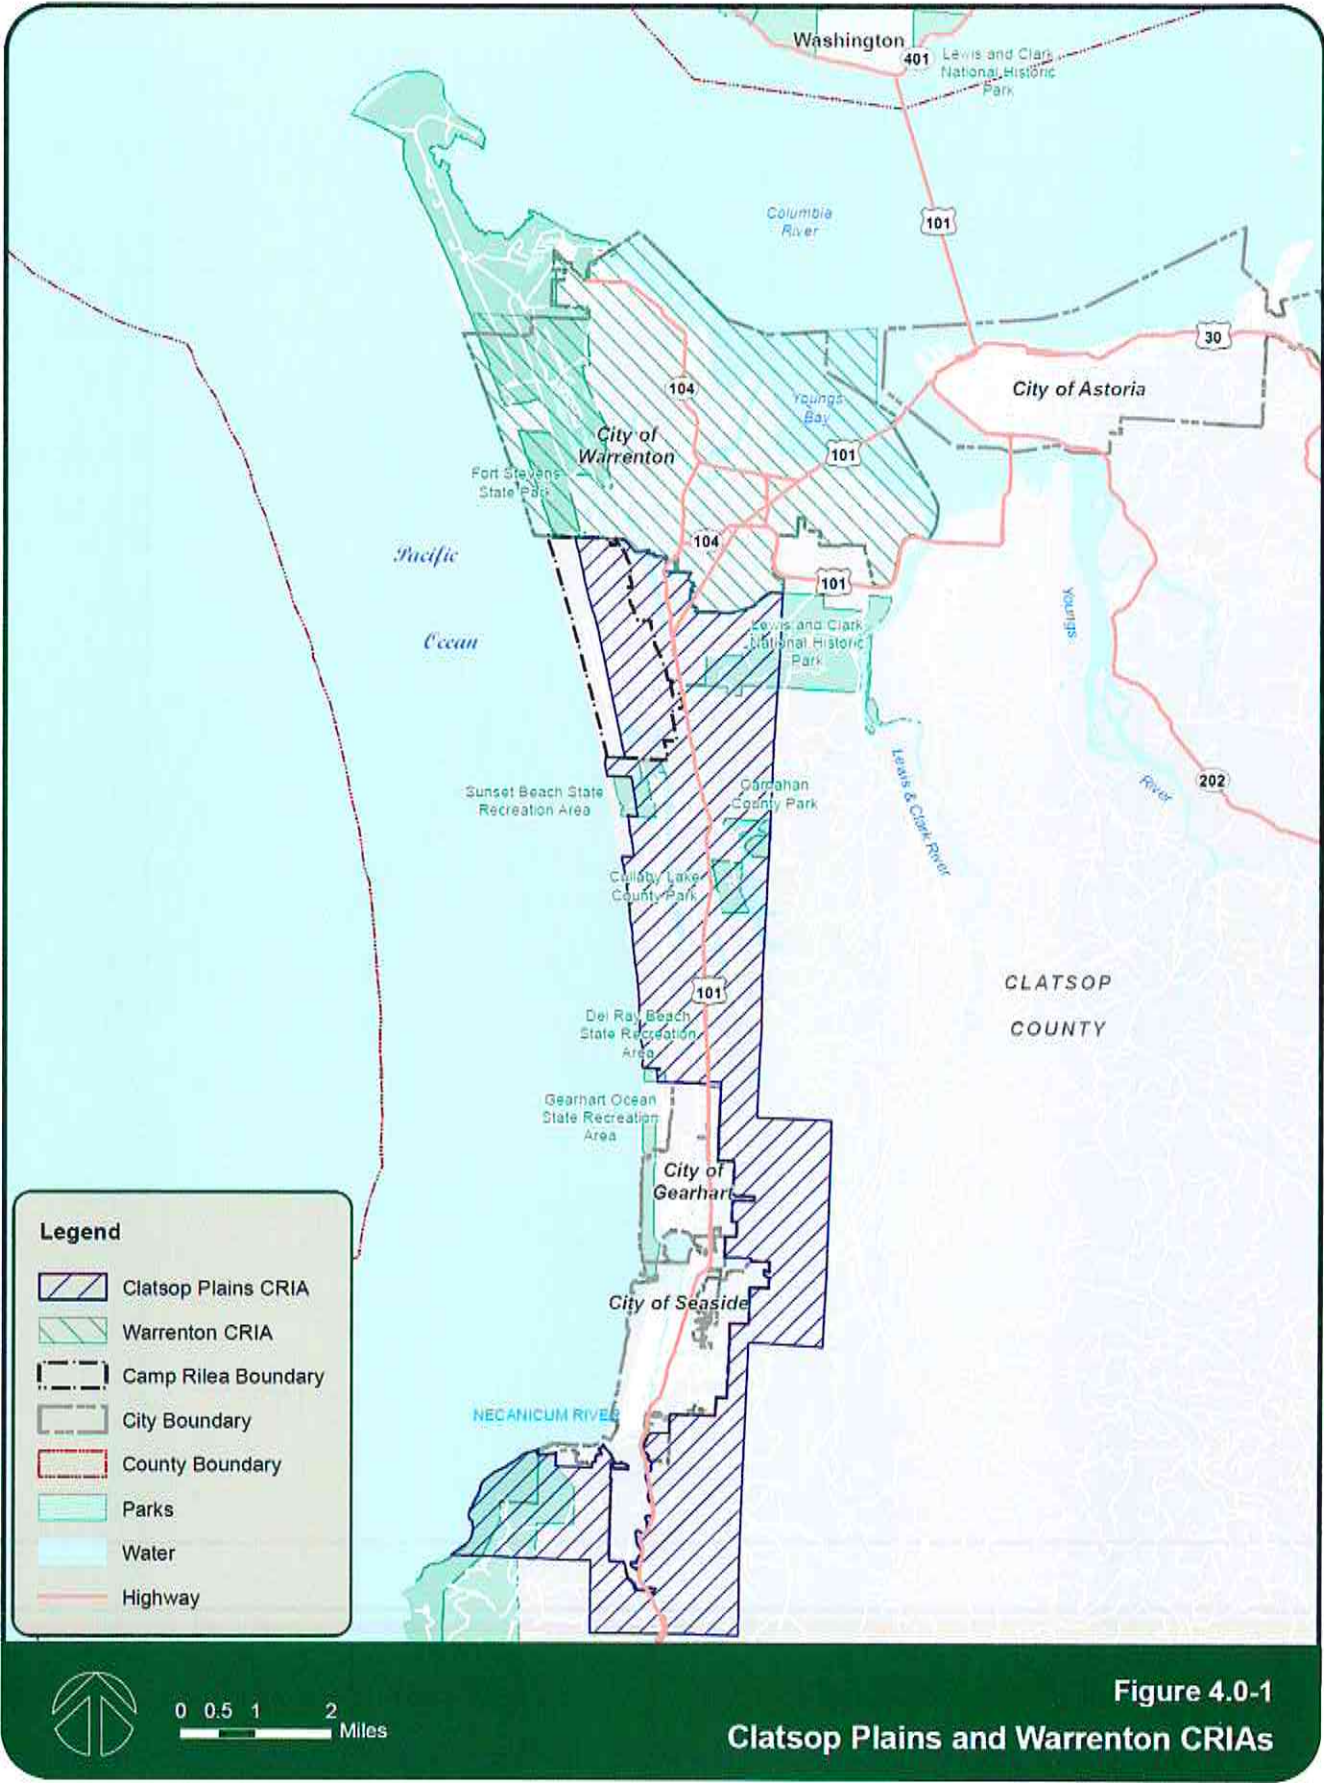 Washington
401
Lewis and Clark
National Historic
Park
Columbia
River
101
30
City of Astoria
104
Youngs
Bay
City of
Warrenton
101
Fort Stevens
State Park
104
Pacific
Ocean
101
Lewis and Clark
National Historic
Park
Youngs
River
202
Lewis & Clark River
Sunset Beach State
Recreation Area
Carnahan
County Park
Cullaby Lake
County Park
CLATSOP
COUNTY
101
Del Ray Beach
State Recreation
Area
Gearhart Ocean
State Recreation
Area
City of
Gearhart
City of Seaside
NECANICUM RIVER
Legend
Clatsop Plains CRIA
Warrenton CRIA
Camp Rilea Boundary
City Boundary
County Boundary
Parks
Water
Highway
0 0.5 1 2
Miles
Figure 4.0-1
Clatsop Plains and Warrenton CRIAs